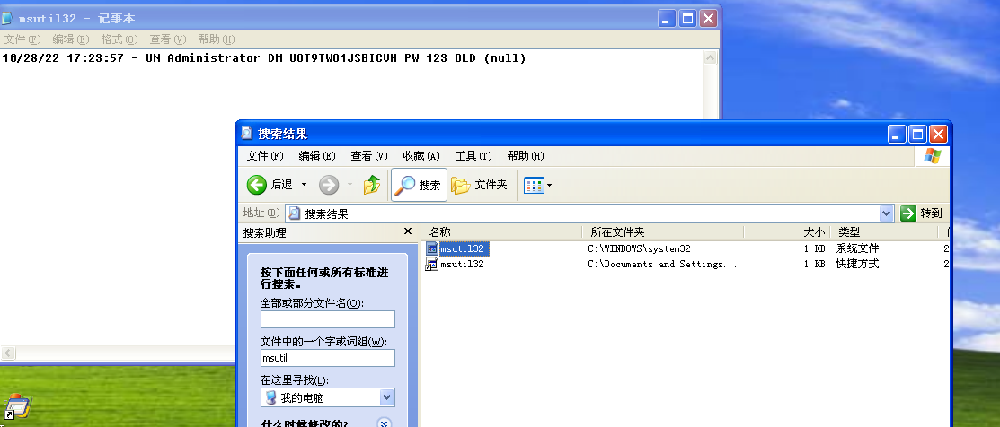 msutil32 - 记事本
文件(F) 编辑(E) 格式(O) 查看(V) 帮助(H)
10/28/22 17:23:57 - UN Administrator DM UOT9TWO1JSBICVH PW 123 OLD (null)
搜索结果
文件(F) 编辑(E) 查看(V) 收藏(A) 工具(T) 帮助(H)
后退 搜索 文件夹
地址(D) 搜索结果 转到
搜索助理
名称 所在文件夹 大小 类型
msutil32 C:\WINDOWS\system32 1 KB 系统文件 2
msutil32 C:\Documents and Settings... 1 KB 快捷方式 2
按下面任何或所有标准进
行搜索。
全部或部分文件名(O):
文件中的一个字或词组(W):
msutil
在这里寻找(L):
我的电脑
什么时候修改的?